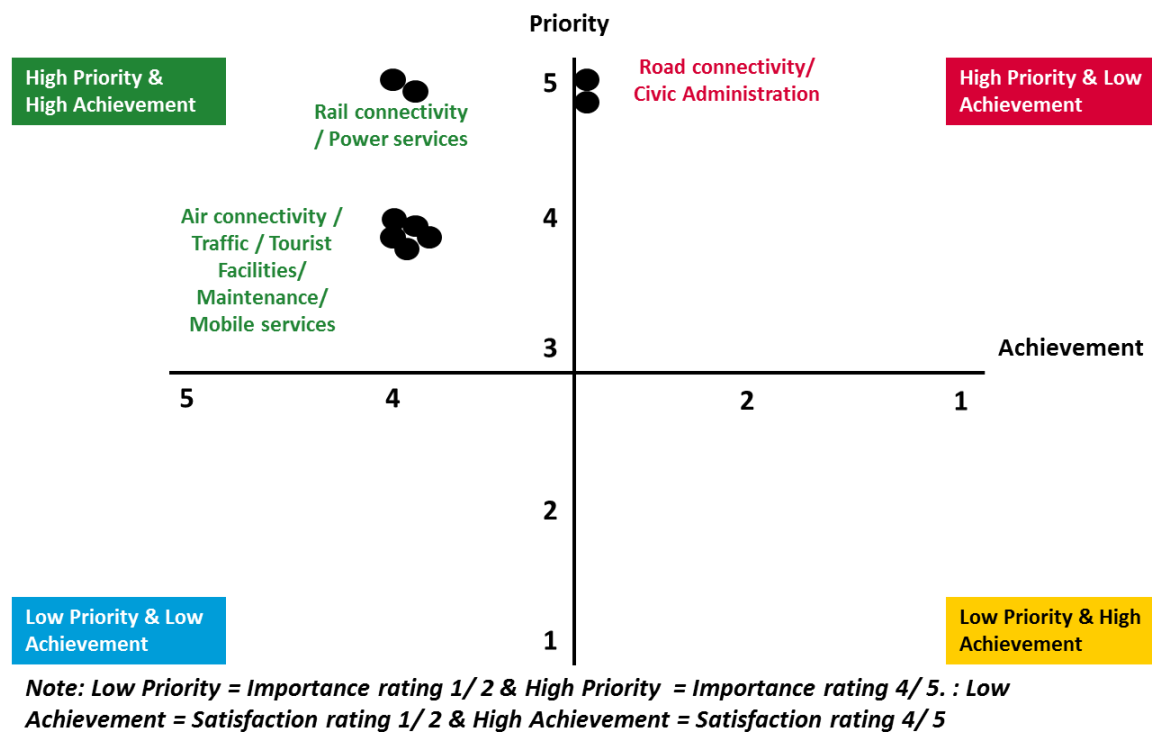 Priority
High Priority &
High Achievement
5
Road connectivity/
Civic Administration
High Priority & Low
Achievement
Rail connectivity
/ Power services
Air connectivity /
Traffic / Tourist
Facilities/
Maintenance/
Mobile services
4
3
Achievement
5
4
2
1
2
Low Priority & Low
Achievement
1
Low Priority & High
Achievement
Note: Low Priority = Importance rating 1/ 2 & High Priority = Importance rating 4/ 5. : Low
Achievement = Satisfaction rating 1/ 2 & High Achievement = Satisfaction rating 4/ 5